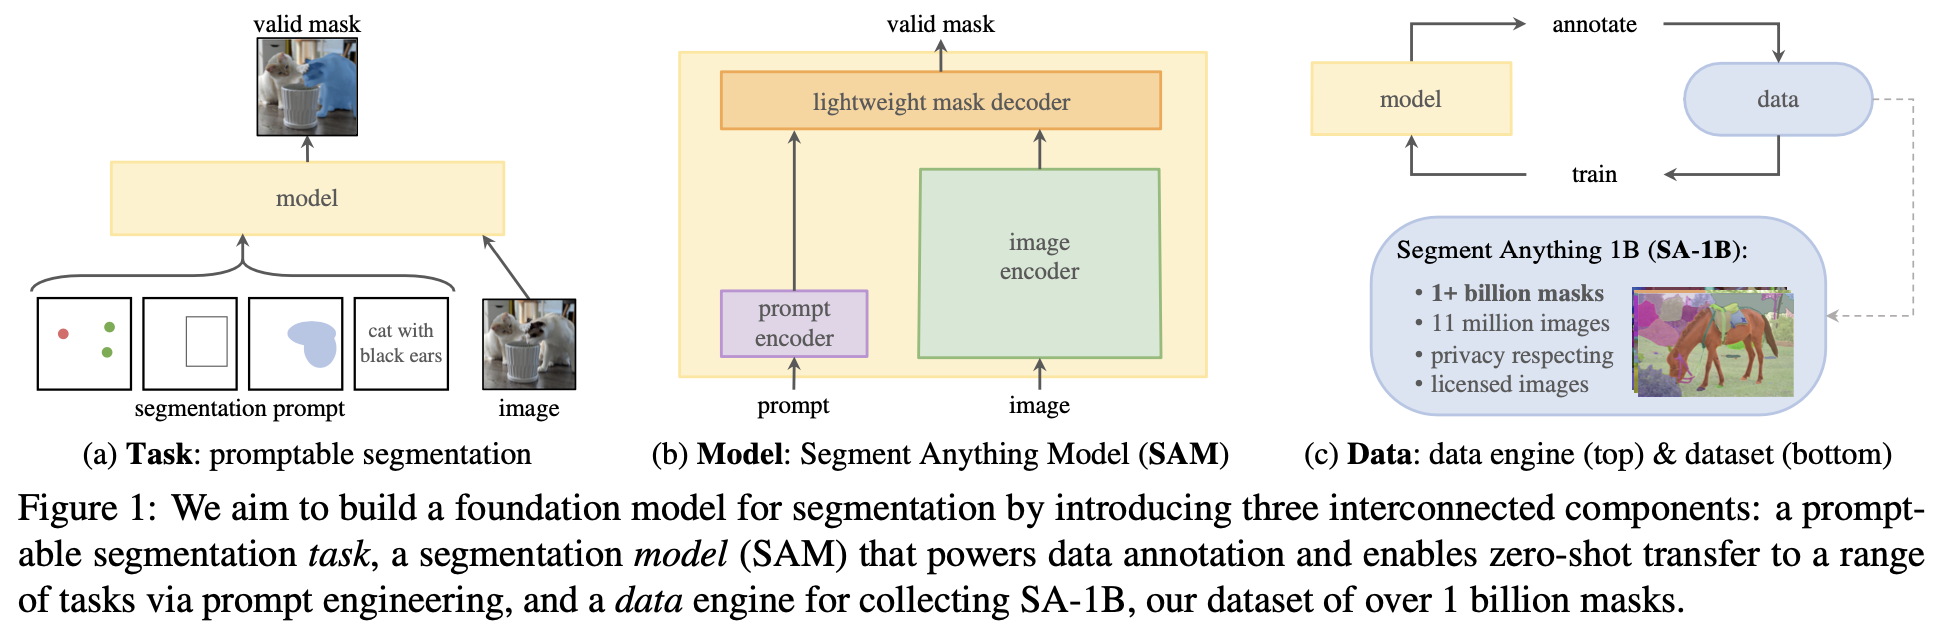 valid mask
model
cat with
black ears
segmentation prompt
image
(a) Task: promptable segmentation
valid mask
lightweight mask decoder
image
encoder
prompt
encoder
prompt
image
(b) Model: Segment Anything Model (SAM)
annotate
model
data
train
Segment Anything 1B (SA-1B):
• 1+ billion masks
• 11 million images
• privacy respecting
• licensed images
(c) Data: data engine (top) & dataset (bottom)
Figure 1: We aim to build a foundation model for segmentation by introducing three interconnected components: a prompt-
able segmentation task, a segmentation model (SAM) that powers data annotation and enables zero-shot transfer to a range
of tasks via prompt engineering, and a data engine for collecting SA-1B, our dataset of over 1 billion masks.